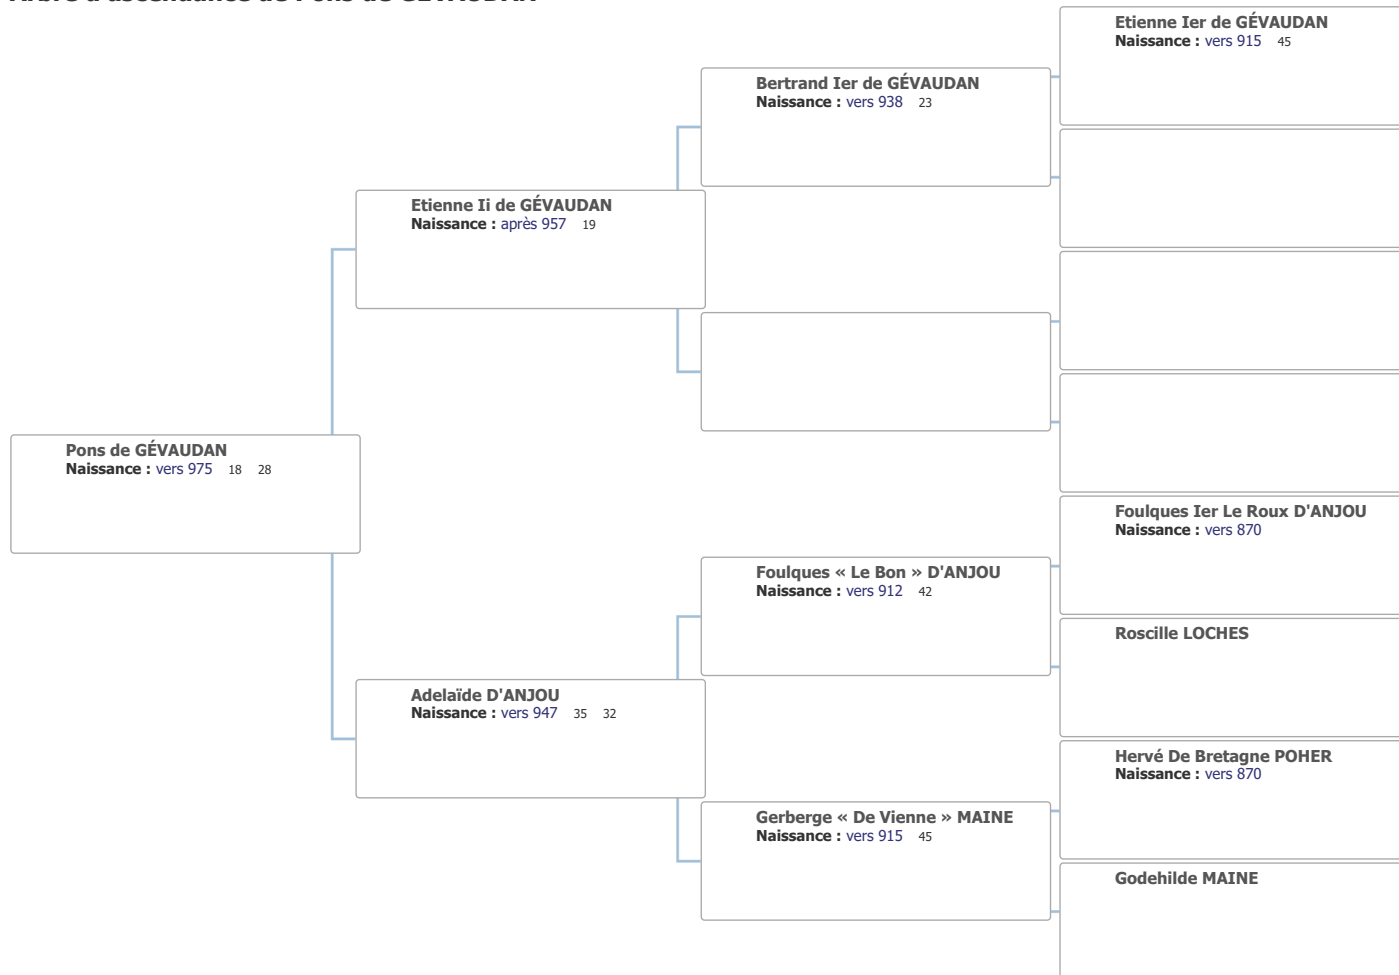 Etienne Ier de GÉVAUDAN
Naissance : vers 915 45
Bertrand Ier de GÉVAUDAN
Naissance : vers 938 23
Etienne Ii de GÉVAUDAN
Naissance : après 957 19
Pons de GÉVAUDAN
Naissance : vers 975 18 28
Foulques Ier Le Roux D'ANJOU
Naissance : vers 870
Foulques « Le Bon » D'ANJOU
Naissance : vers 912 42
Roscille LOCHES
Adelaïde D'ANJOU
Naissance : vers 947 35 32
Hervé De Bretagne POHER
Naissance : vers 870
Gerberge « De Vienne » MAINE
Naissance : vers 915 45
Godehilde MAINE